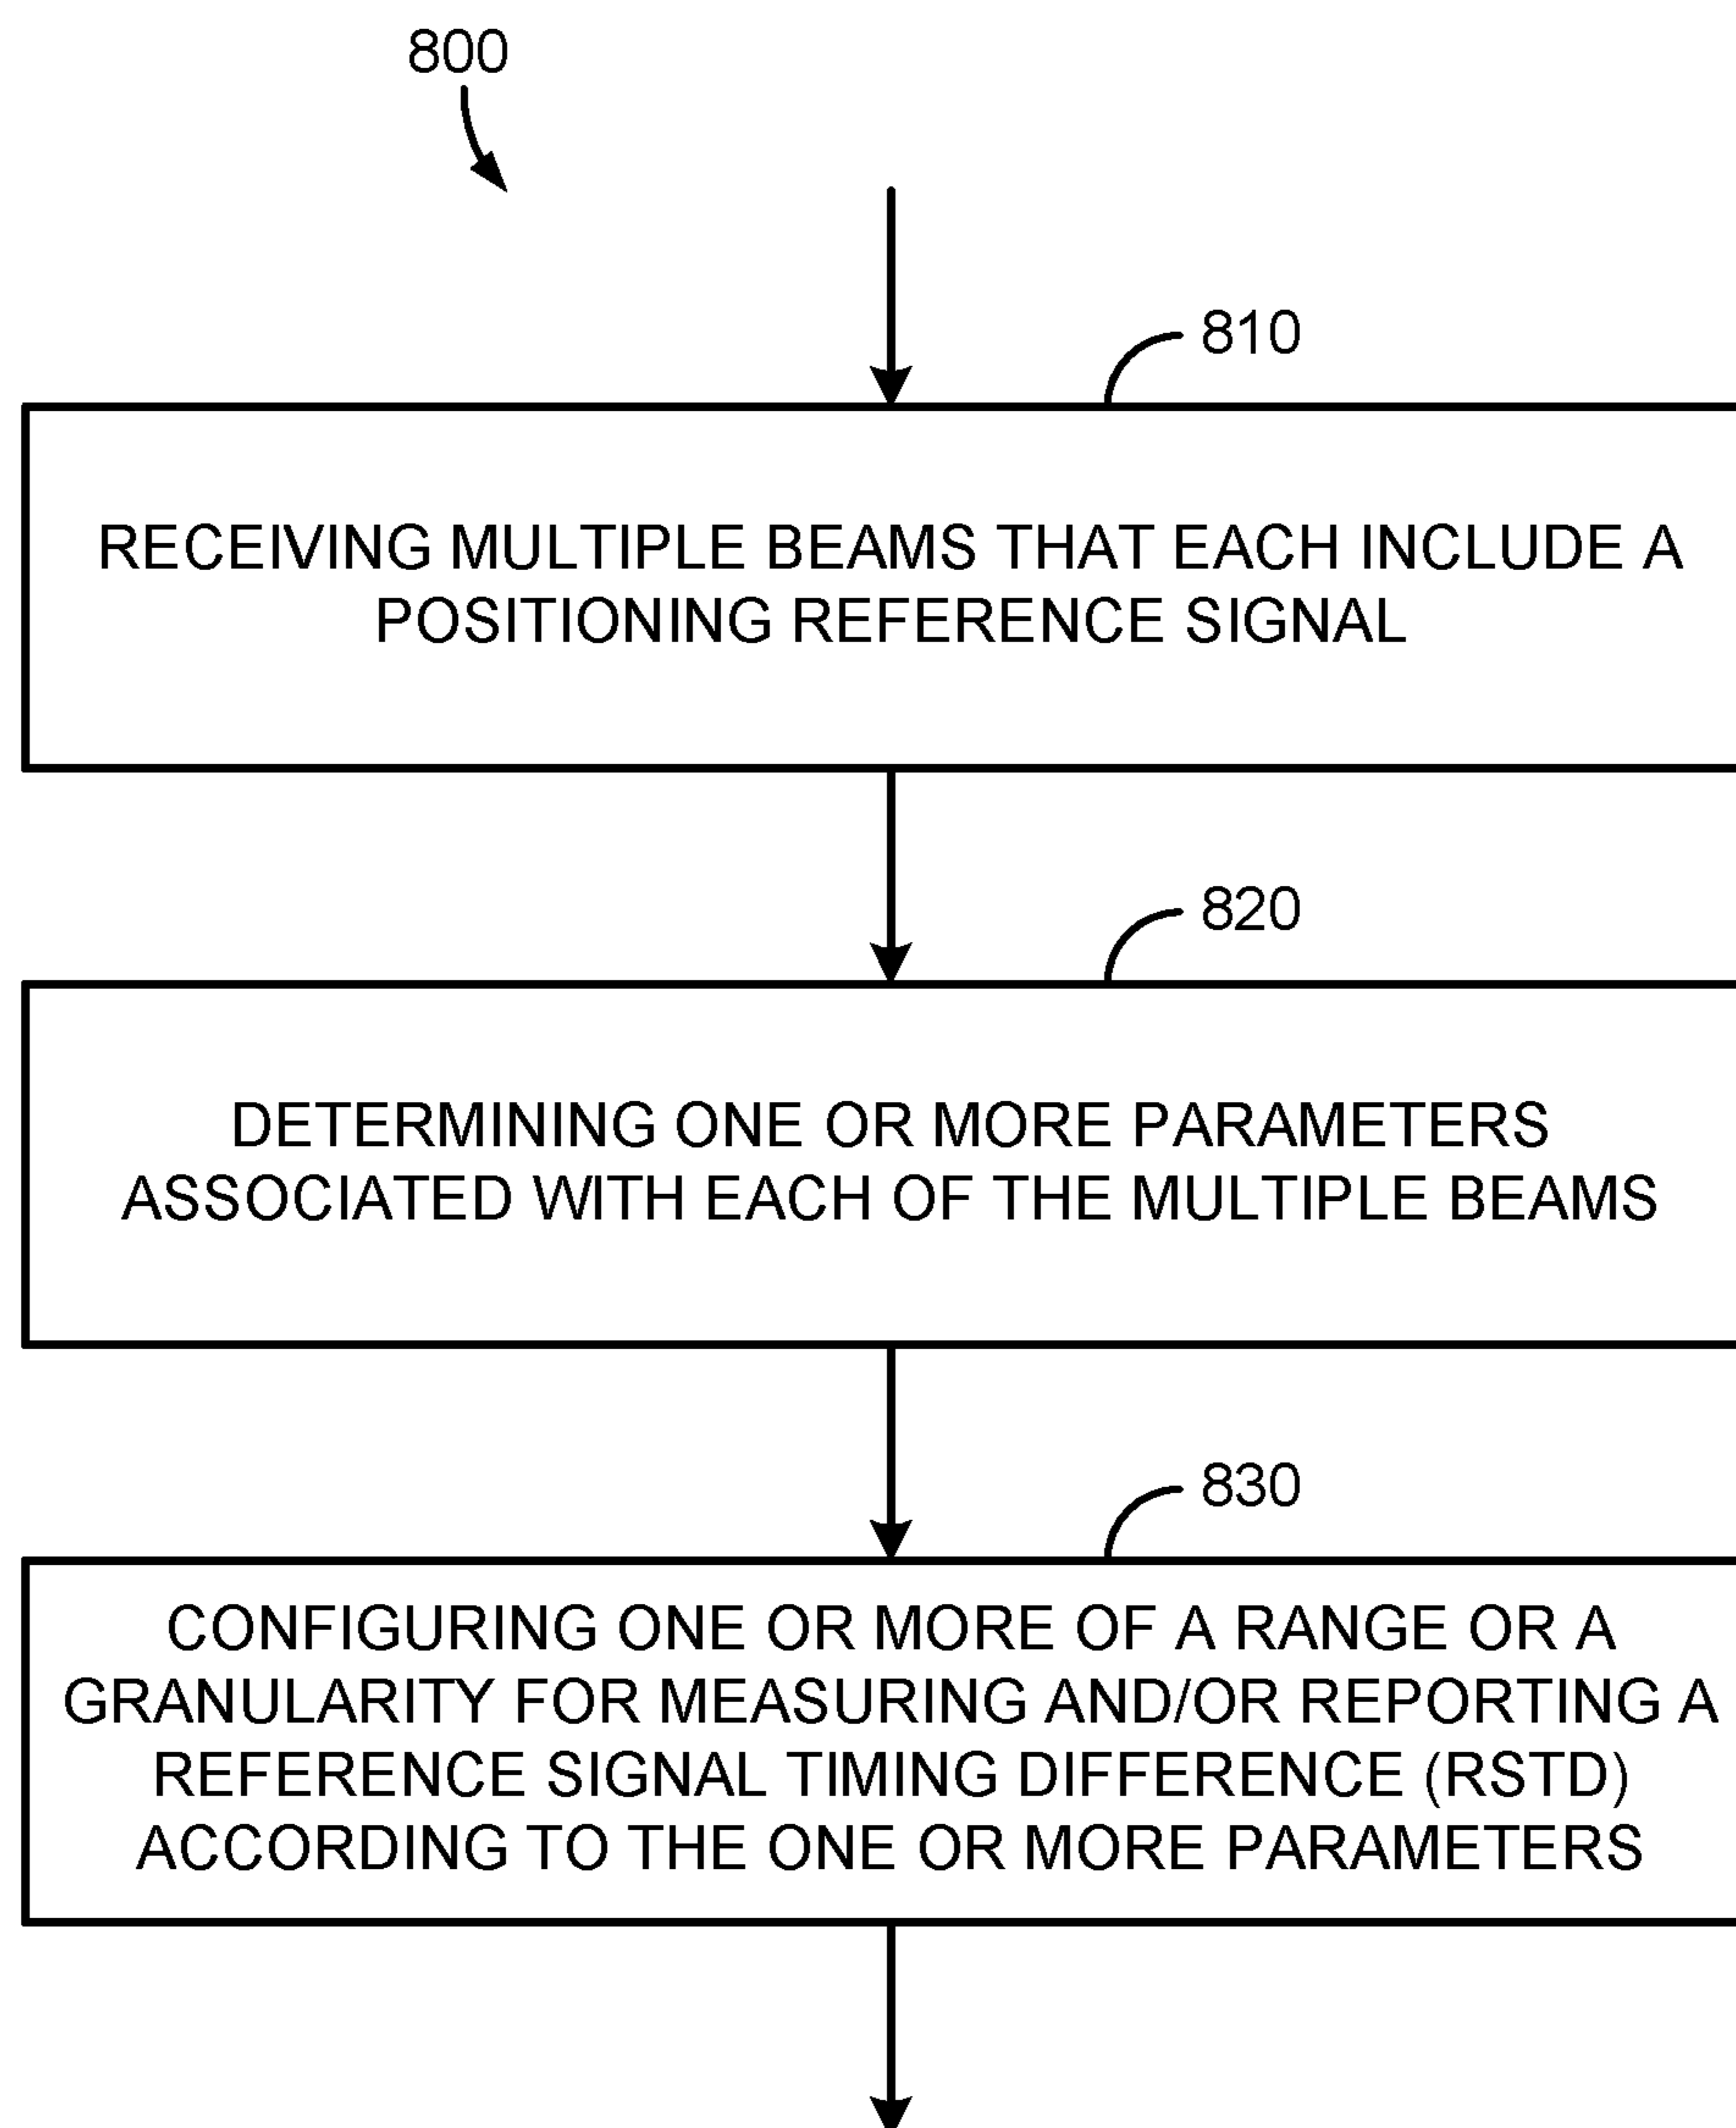 800
810
RECEIVING MULTIPLE BEAMS THAT EACH INCLUDE A
POSITIONING REFERENCE SIGNAL
820
DETERMINING ONE OR MORE PARAMETERS
ASSOCIATED WITH EACH OF THE MULTIPLE BEAMS
830
CONFIGURING ONE OR MORE OF A RANGE OR A
GRANULARITY FOR MEASURING AND/OR REPORTING A
REFERENCE SIGNAL TIMING DIFFERENCE (RSTD)
ACCORDING TO THE ONE OR MORE PARAMETERS